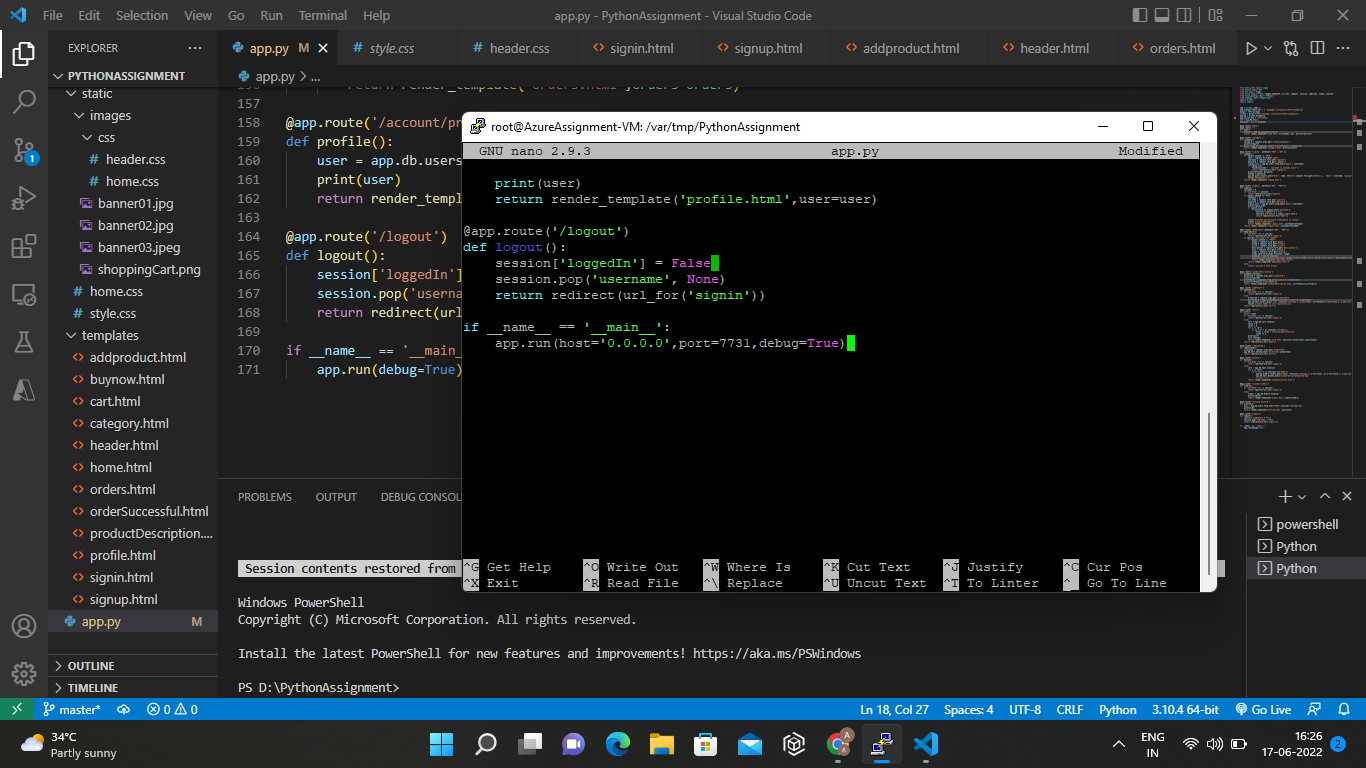 File Edit Selection View Go Run Terminal Help
app.py - PythonAssignment - Visual Studio Code
EXPLORER
PYTHONASSIGNMENT
static
images
css
header.css
home.css
banner01.jpg
banner02.jpg
banner03.jpeg
shoppingCart.png
home.css
style.css
templates
addproduct.html
buynow.html
cart.html
category.html
header.html
home.html
orders.html
orderSuccessful.html
productDescription....
profile.html
signin.html
signup.html
app.py M
OUTLINE
TIMELINE
app.py M
style.css
header.css
signin.html
signup.html
addproduct.html
header.html
orders.html
app.py > ...
156 return render_template('orders.html',orders=orders)
157
158 @app.route('/account/pr
159 def profile():
160 user = app.db.users
161 print(user)
162 return render_templ
163
164 @app.route('/logout')
165 def logout():
166 session['loggedIn']
167 session.pop('userna
168 return redirect(url
169
170 if __name__ == '__main_
171 app.run(debug=True)
root@AzureAssignment-VM: /var/tmp/PythonAssignment
GNU nano 2.9.3 app.py Modified
print(user)
return render_template('profile.html',user=user)
@app.route('/logout')
def logout():
session['loggedIn'] = False
session.pop('username', None)
return redirect(url_for('signin'))
if __name__ == '__main__':
app.run(host='0.0.0.0',port=7731,debug=True)
^G Get Help ^O Write Out ^W Where Is ^K Cut Text ^J Justify ^C Cur Pos
^X Exit ^R Read File ^\ Replace ^U Uncut Text ^T To Linter ^_ Go To Line
PROBLEMS OUTPUT DEBUG CONSOL
Session contents restored from
Windows PowerShell
Copyright (C) Microsoft Corporation. All rights reserved.
Install the latest PowerShell for new features and improvements! https://aka.ms/PSWindows
PS D:\PythonAssignment>
powershell
Python
Python
1
master* 0 0
Ln 18, Col 27 Spaces: 4 UTF-8 CRLF Python 3.10.4 64-bit Go Live
34°C
Partly sunny
A
ENG
IN
16:26
17-06-2022
2